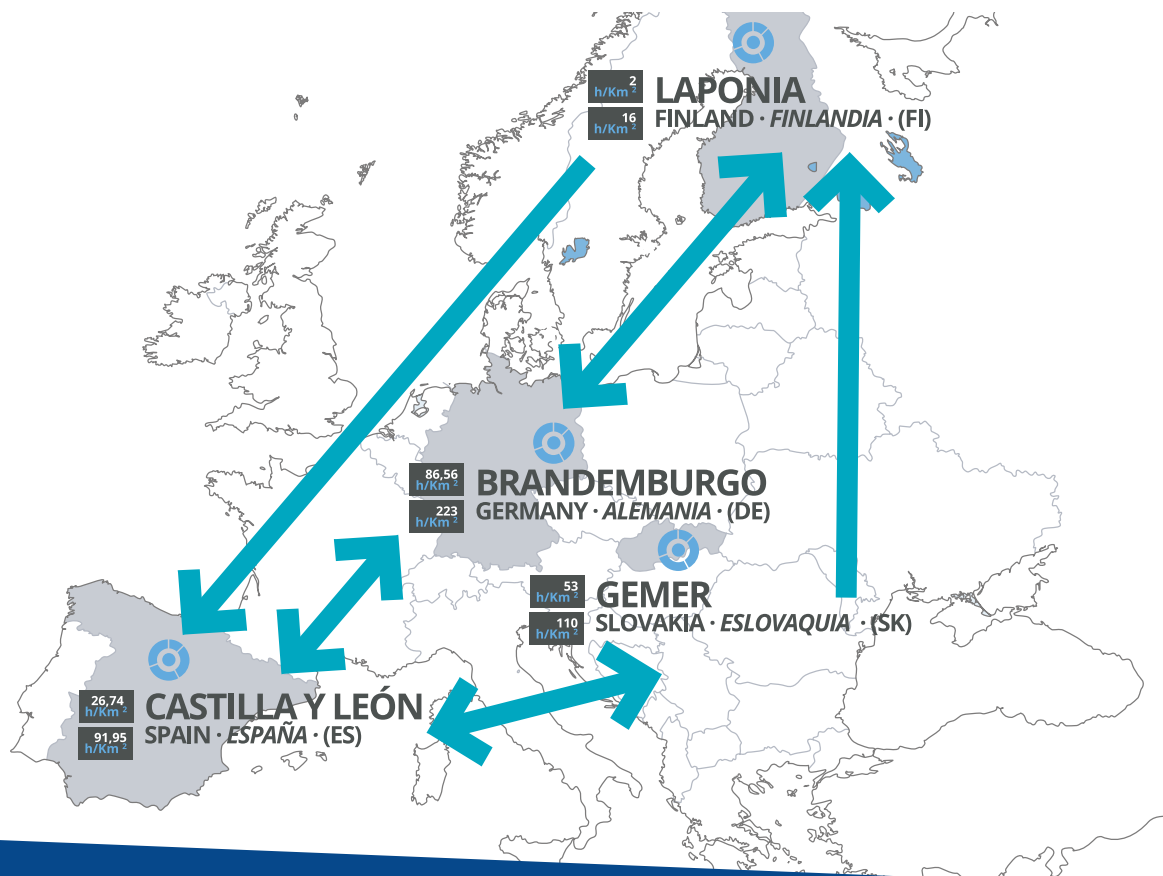 2
h/Km ²
LAPONIA
16
h/Km ²
FINLAND · FINLANDIA · (FI)
86,56
h/Km ²
BRANDEMBURGO
223
h/Km ²
GERMANY · ALEMANIA · (DE)
53
h/Km ²
GEMER
110
h/Km ²
SLOVAKIA · ESLOVAQUIA · (SK)
26,74
h/Km ²
CASTILLA Y LEÓN
91,95
h/Km ²
SPAIN · ESPAÑA · (ES)